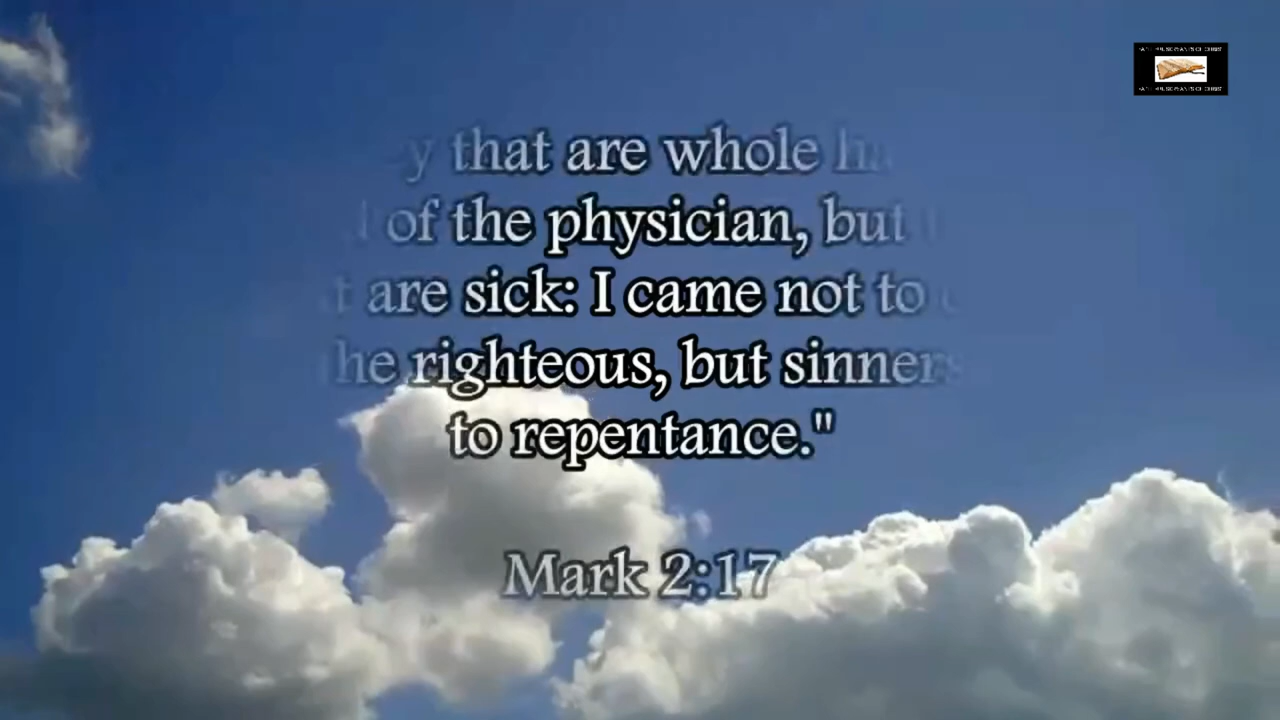 that are whole
of the physician, but
are sick: I came not to
he righteous, but sinners
to repentance."
Mark 2:17